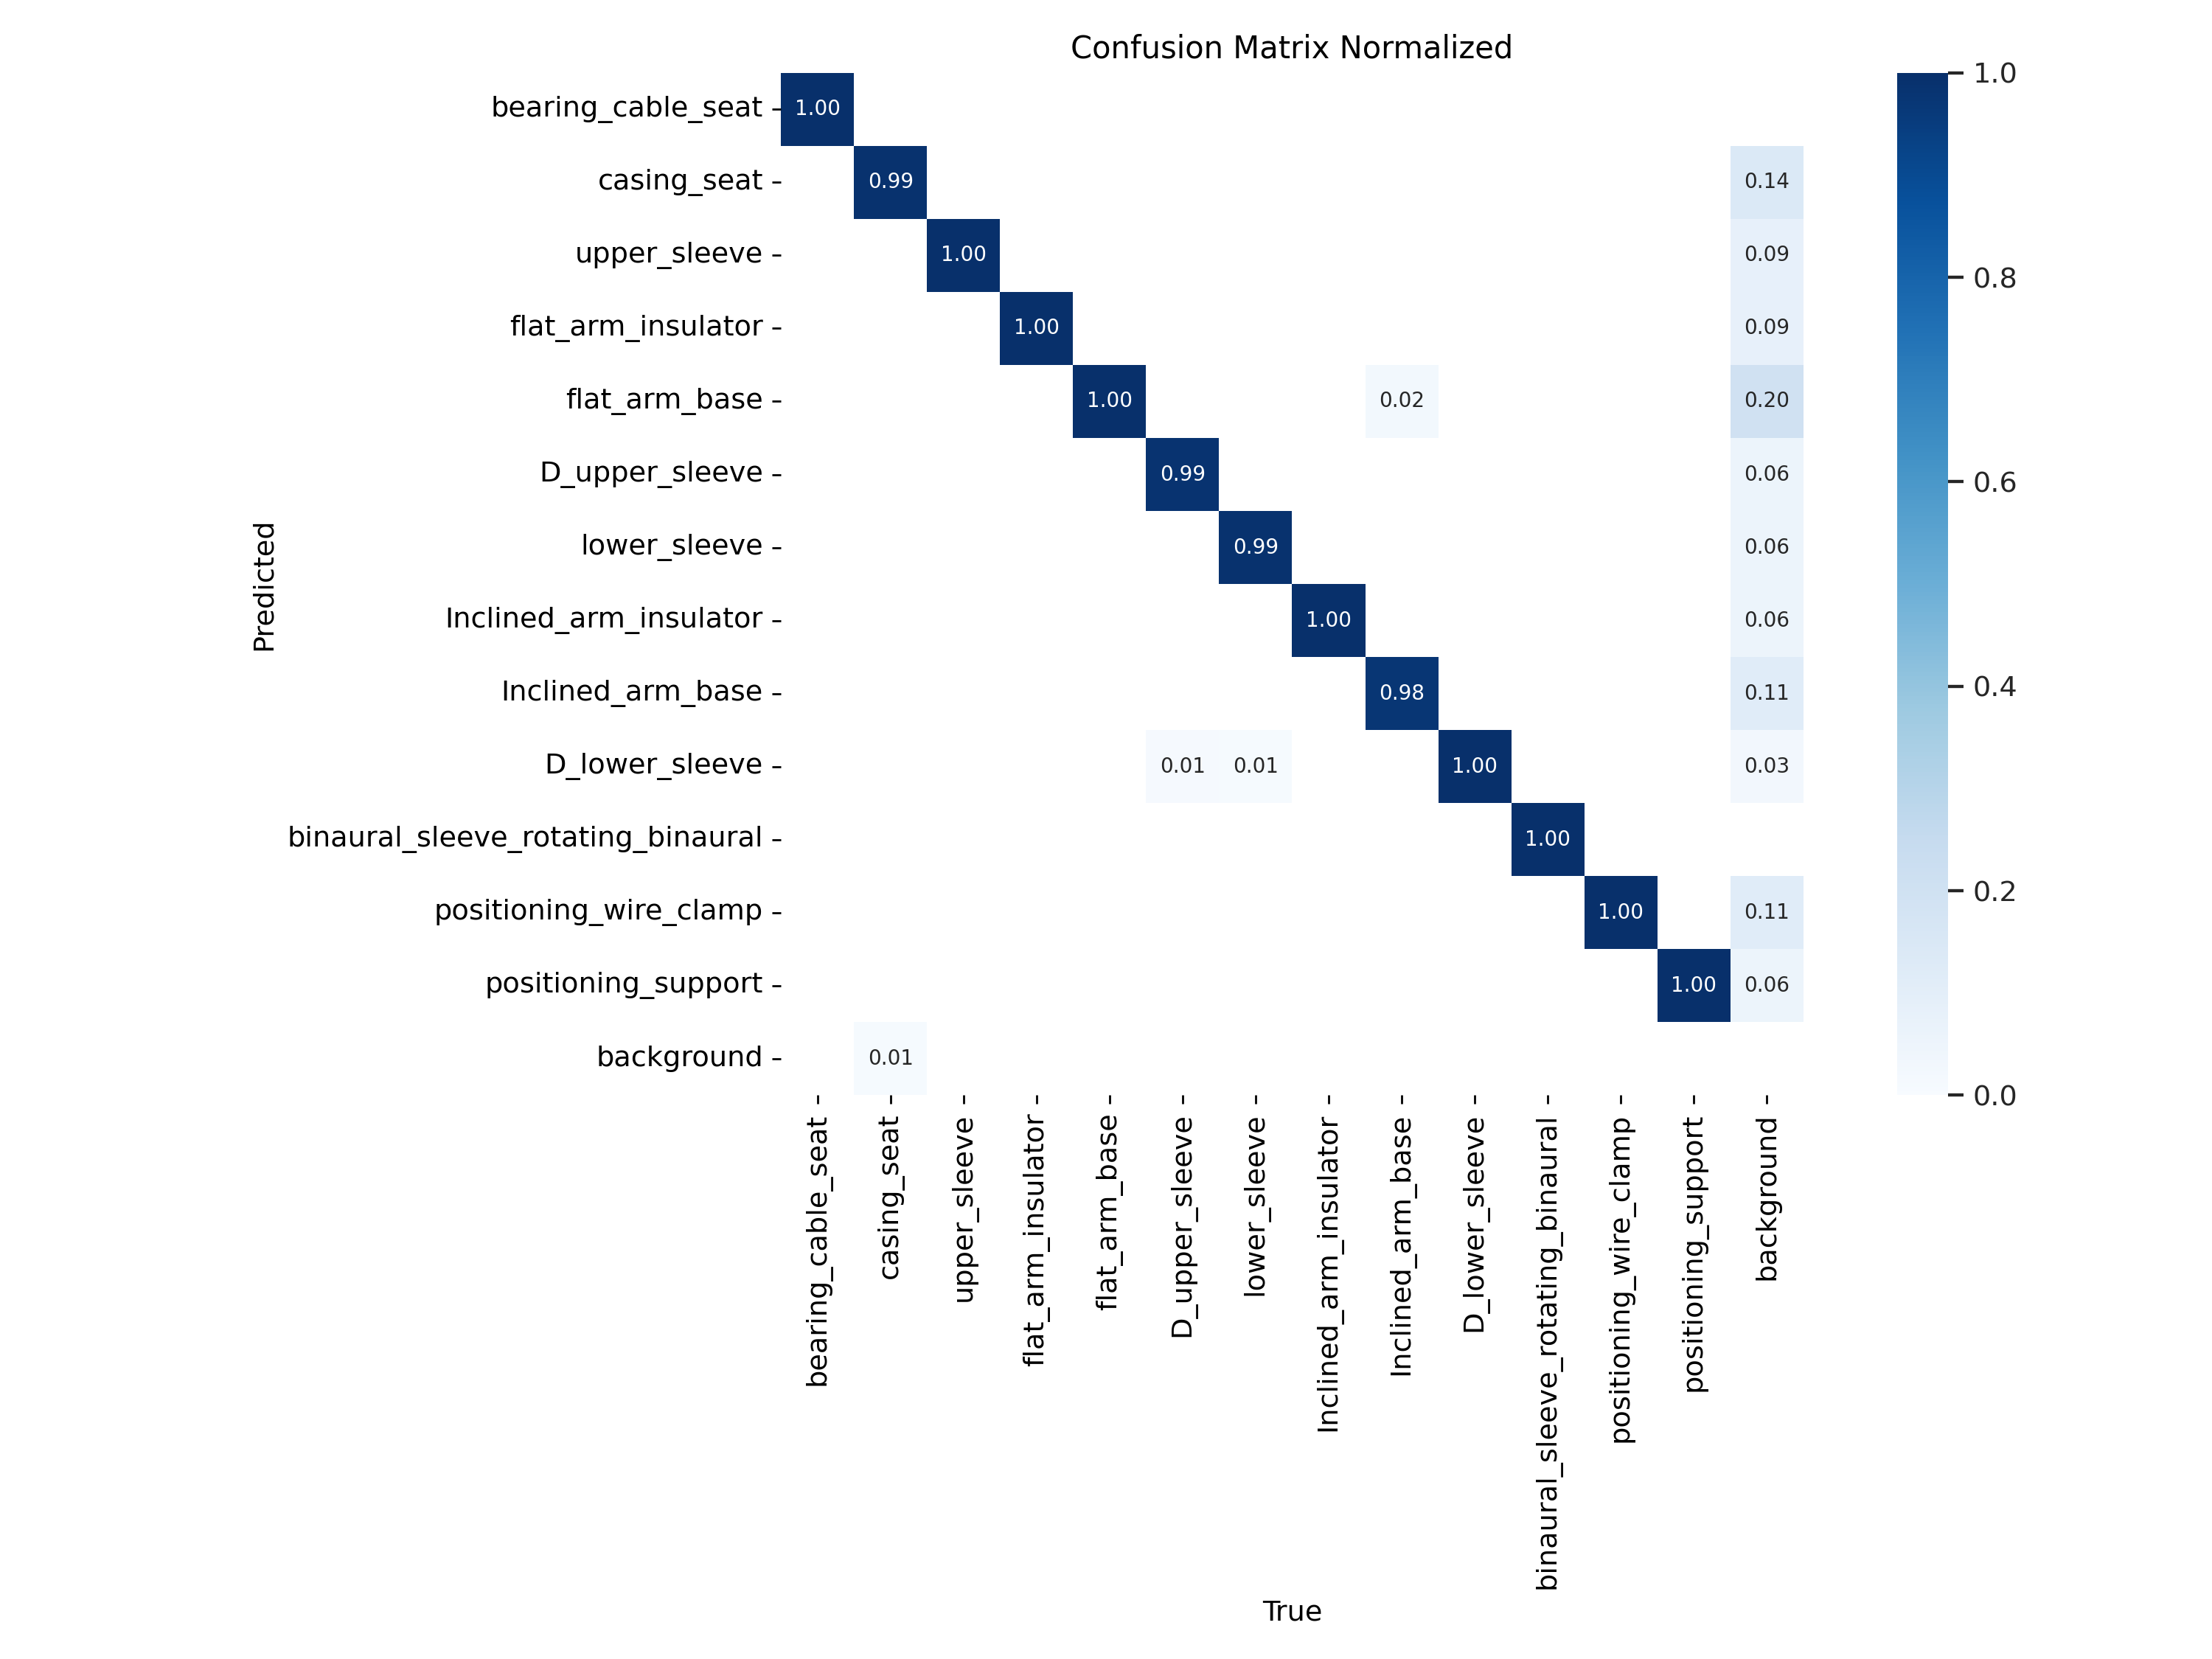 Confusion Matrix Normalized
bearing_cable_seat 1.00
casing_seat 0.99 0.14
upper_sleeve 1.00 0.09
flat_arm_insulator 1.00 0.09
flat_arm_base 1.00 0.02 0.20
D_upper_sleeve 0.99 0.06
lower_sleeve 0.99 0.06
Inclined_arm_insulator 1.00 0.06
Inclined_arm_base 0.98 0.11
D_lower_sleeve 0.01 0.01 1.00 0.03
binaural_sleeve_rotating_binaural 1.00
positioning_wire_clamp 1.00 0.11
positioning_support 1.00 0.06
background 0.01
Predicted
bearing_cable_seat
casing_seat
upper_sleeve
flat_arm_insulator
flat_arm_base
D_upper_sleeve
lower_sleeve
Inclined_arm_insulator
Inclined_arm_base
D_lower_sleeve
binaural_sleeve_rotating_binaural
positioning_wire_clamp
positioning_support
background
True
1.0
0.8
0.6
0.4
0.2
0.0